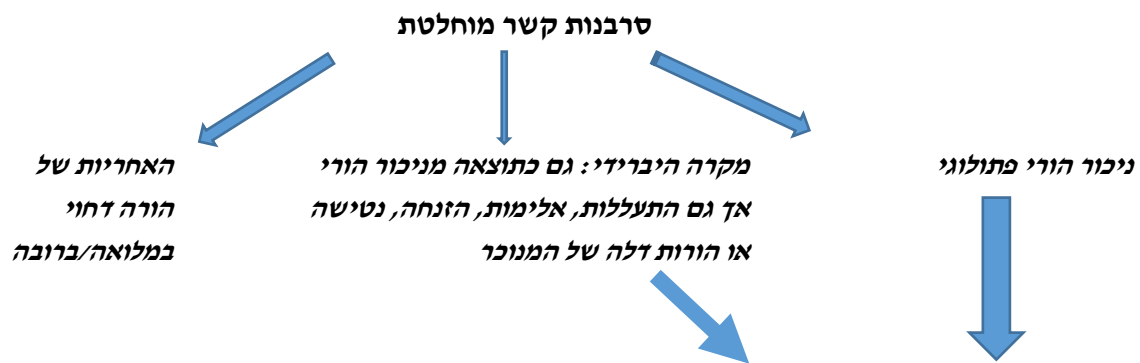 סרבנות קשר מוחלטת
ניכור הורי פתולוגי
מקרה היברידי: גם כתוצאה מניכור הורי
אך גם התעללות, אלימות, הזנחה, נטישה
או הורות דלה של המנוכר
האחריות של
הורה דחוי
במלואה/ברובה